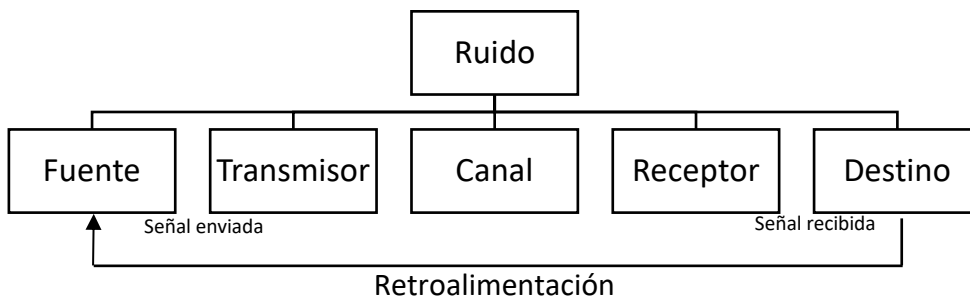 Ruido
Fuente
Transmisor
Canal
Receptor
Destino
Señal enviada
Señal recibida
Retroalimentación